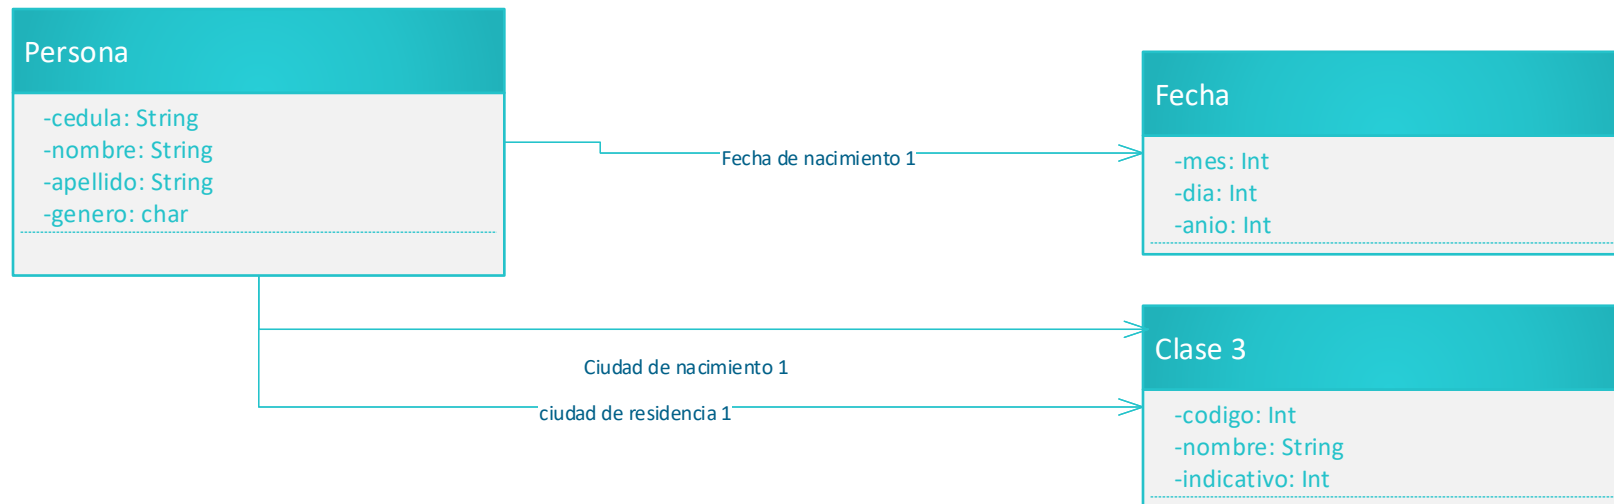 Persona
-cedula: String
-nombre: String
-apellido: String
-genero: char
Fecha de nacimiento 1
Fecha
-mes: Int
-dia: Int
-anio: Int
Ciudad de nacimiento 1
ciudad de residencia 1
Clase 3
-codigo: Int
-nombre: String
-indicativo: Int